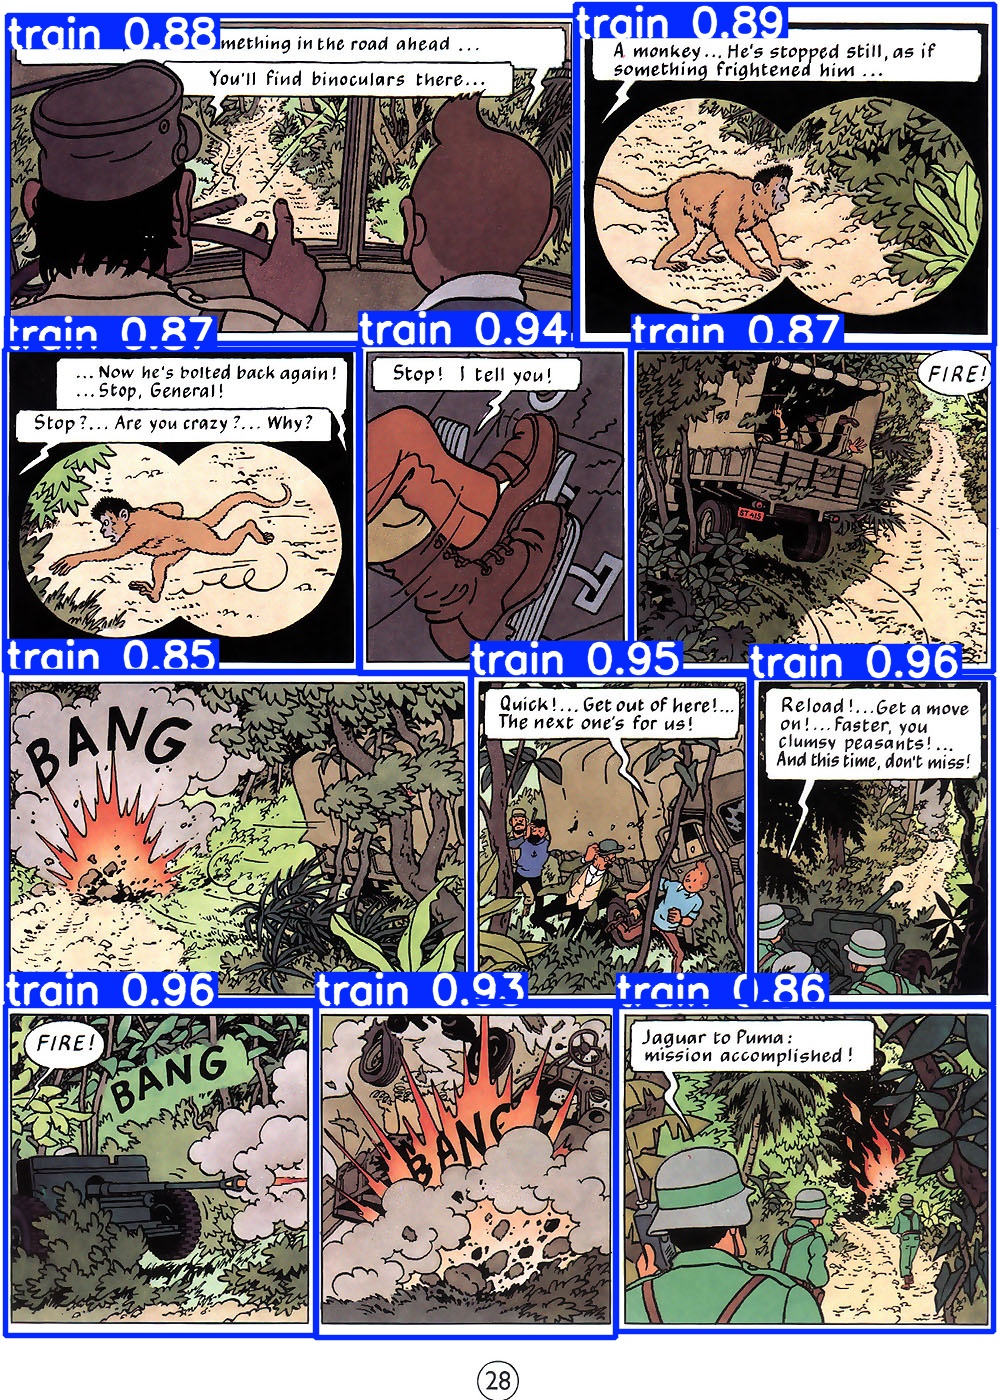 train 0.88
mething in the road ahead ...
You'll find binoculars there...
train 0.89
A monkey... He's stopped still, as if
something frightened him ...
train 0.87
... Now he's bolted back again!
...Stop, General!
Stop?... Are you crazy?... Why?
train 0.94
Stop! I tell you!
train 0.87
FIRE!
train 0.85
BANG
train 0.95
Quick!... Get out of here!...
The next one's for us!
train 0.96
Reload!...Get a move
on!...Faster, you
clumsy peasants!...
And this time, don't miss!
train 0.96
FIRE!
BANG
train 0.93
BANG
train 0.86
Jaguar to Puma:
mission accomplished!
28